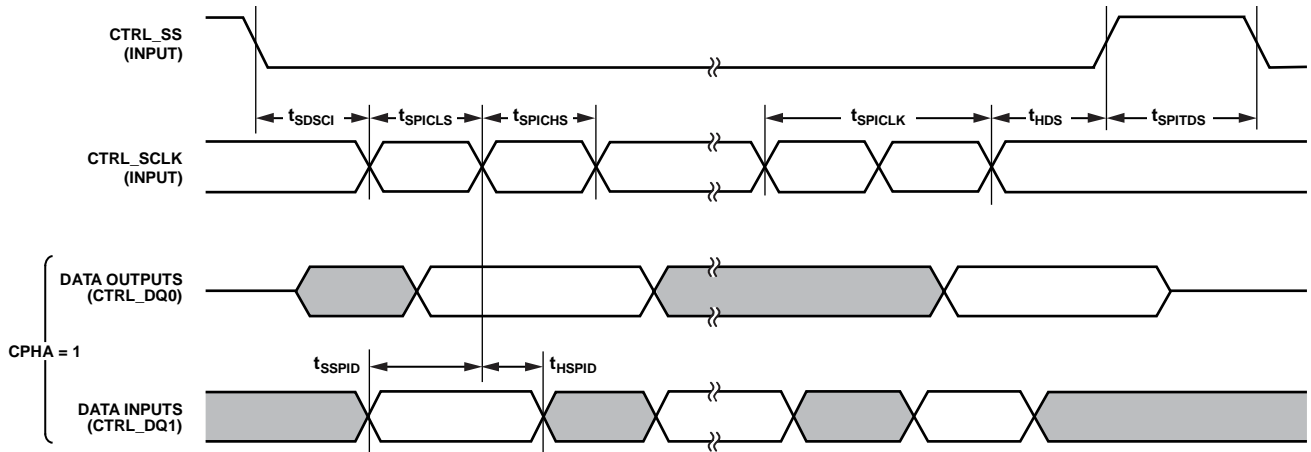 CTRL_SS
(INPUT)
tSDSCI
tSPICLS
tSPICHS
tSPICLK
tHDS
tSPITDS
CTRL_SCLK
(INPUT)
DATA OUTPUTS
(CTRL_DQ0)
CPHA = 1
tSSPID
tHSPID
DATA INPUTS
(CTRL_DQ1)